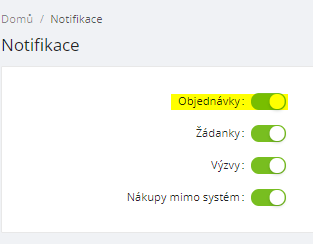 Domů / Notifikace
Notifikace
Objednávky:
Žádanky:
Výzvy:
Nákupy mimo systém: